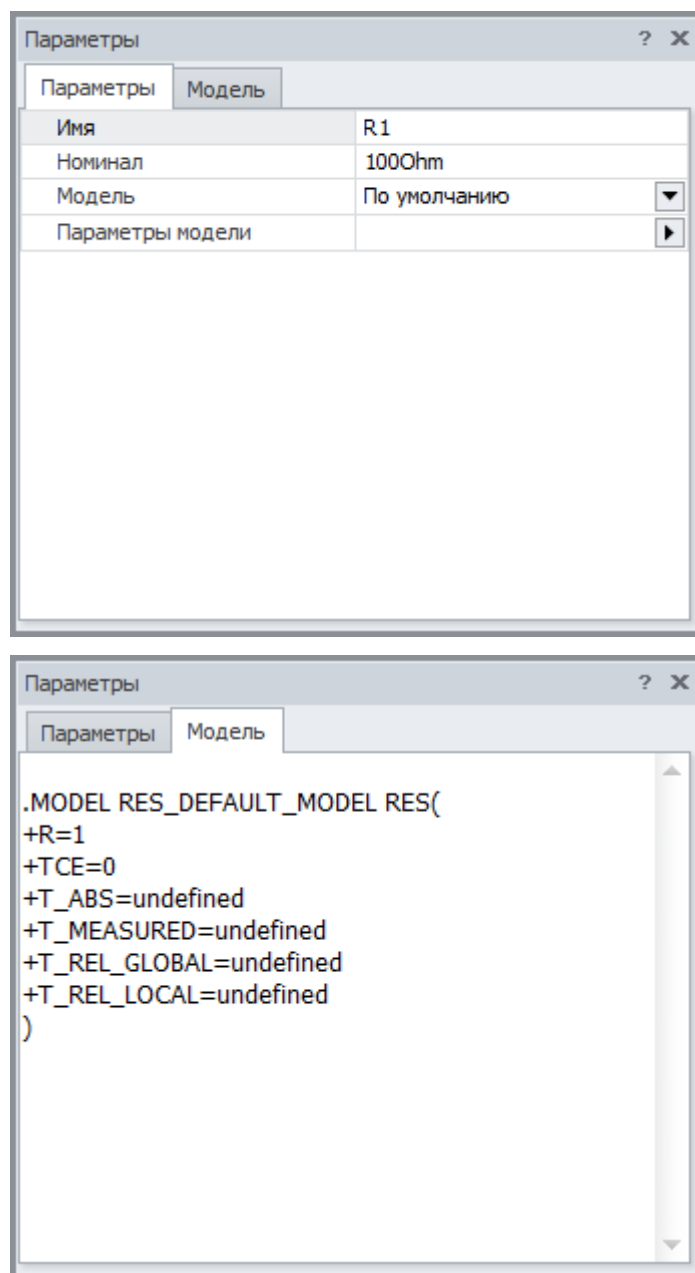 Параметры ? X
Параметры Модель
Имя R1
Номинал 100Ohm
Модель По умолчанию
Параметры модели
Параметры ? X
Параметры Модель
.MODEL RES_DEFAULT_MODEL RES(
+R=1
+TCE=0
+T_ABS=undefined
+T_MEASURED=undefined
+T_REL_GLOBAL=undefined
+T_REL_LOCAL=undefined
)